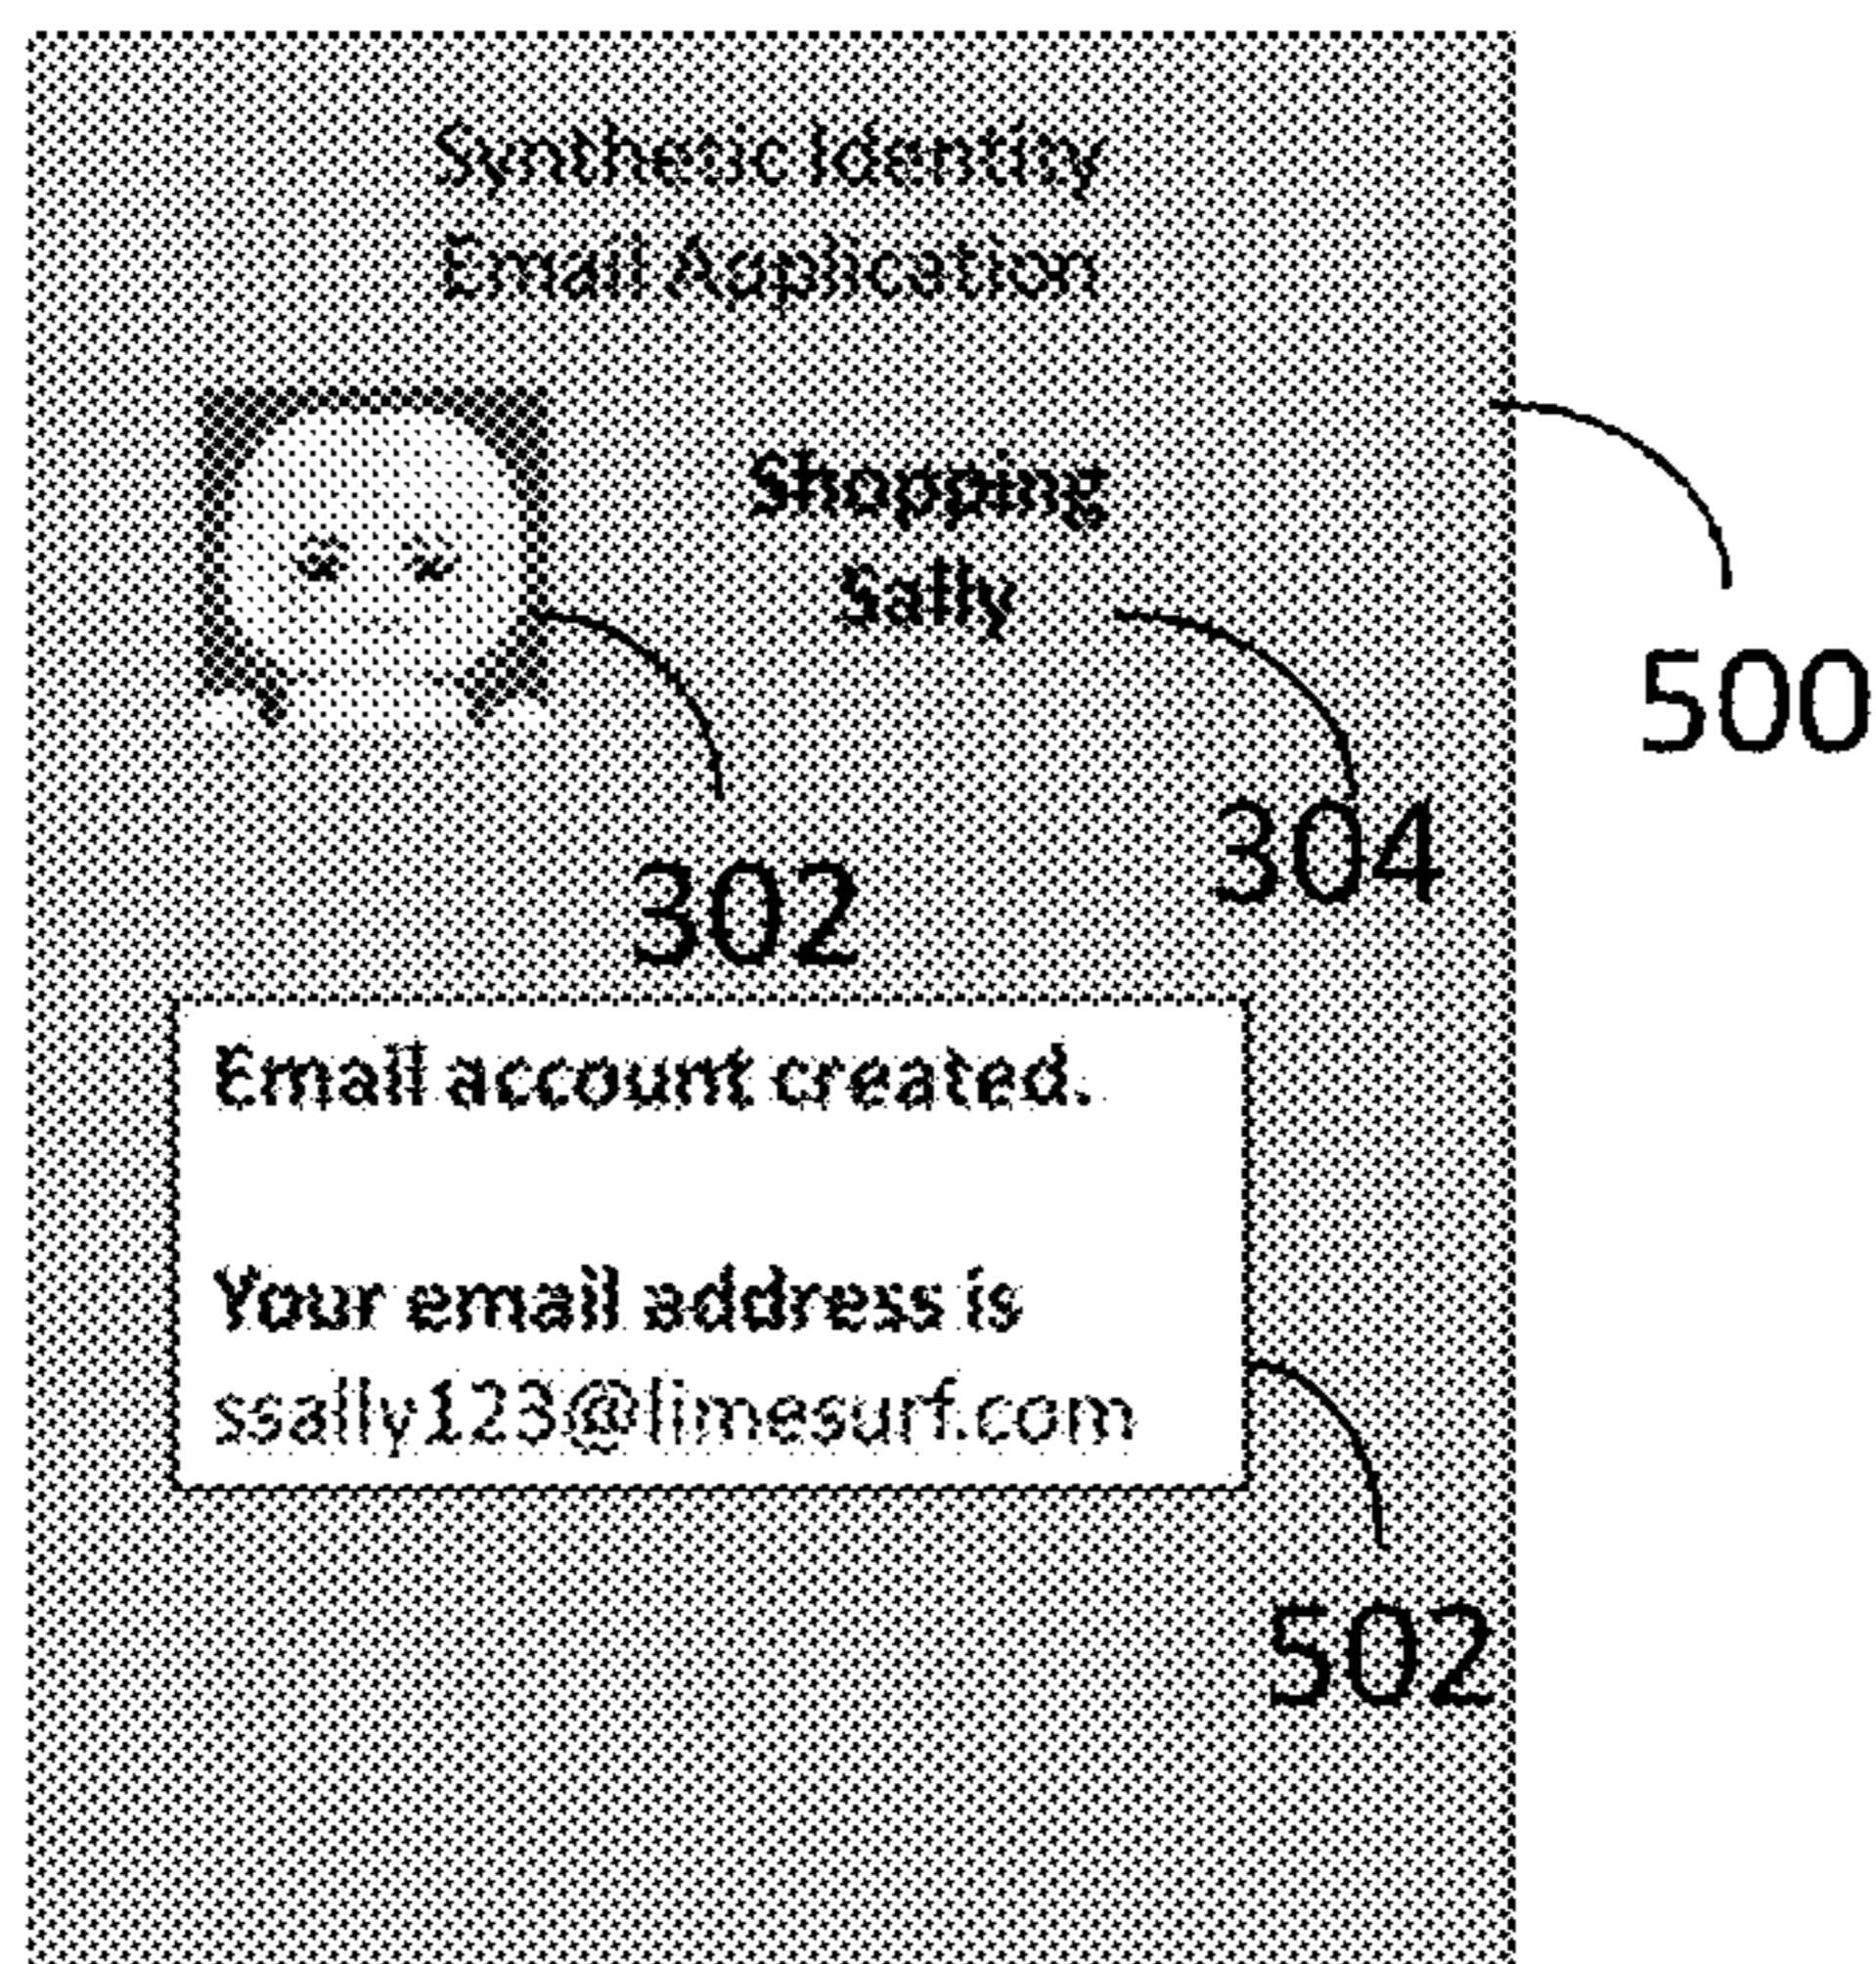 Synthetic Identity
Email Application
Shopping
Sally
500
304
302
Email account created.
Your email address is
ssally123@limesurf.com
502